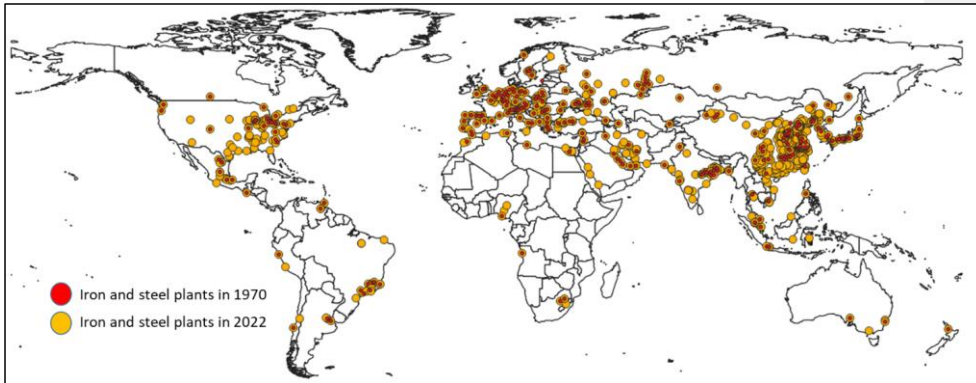 Iron and steel plants in 1970
Iron and steel plants in 2022